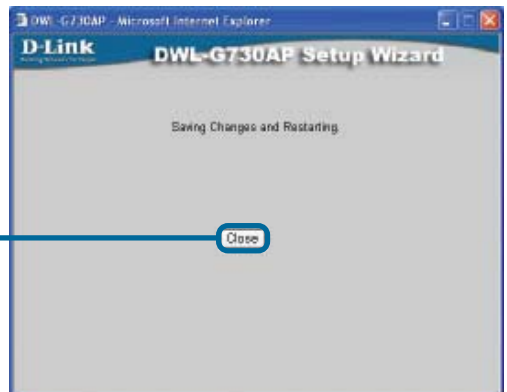 DWL-G730AP - Microsoft Internet Explorer
D-Link
DWL-G730AP Setup Wizard
Saving Changes and Restarting.
Close